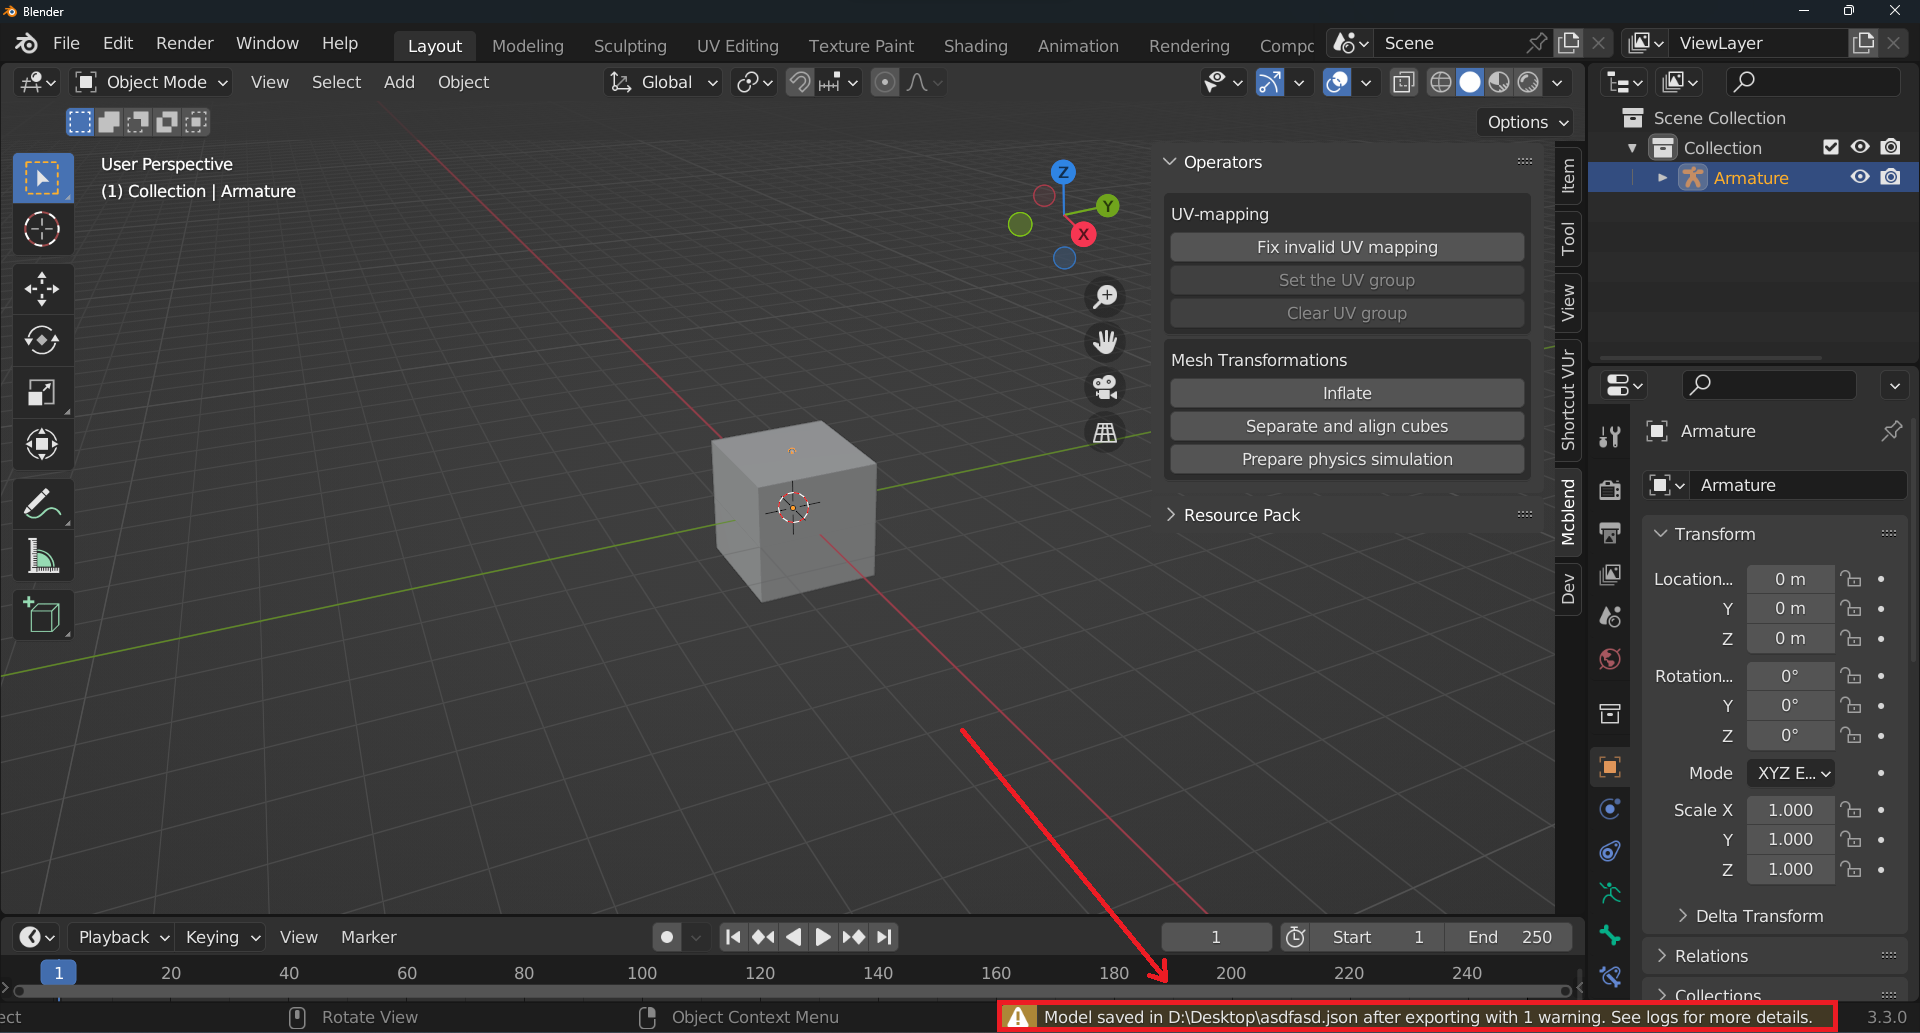 Blender
File Edit Render Window Help Layout Modeling Sculpting UV Editing Texture Paint Shading Animation Rendering Compc Scene ViewLayer
Object Mode View Select Add Object Global
Options
User Perspective
(1) Collection | Armature
Z
Y
X
Operators
UV-mapping
Fix invalid UV mapping
Set the UV group
Clear UV group
Mesh Transformations
Inflate
Separate and align cubes
Prepare physics simulation
Resource Pack
Item
Tool
View
Shortcut VUr
Mcblend
Dev
Scene Collection
Collection
Armature
Armature
Armature
Transform
Location... 0 m
Y 0 m
Z 0 m
Rotation... 0°
Y 0°
Z 0°
Mode XYZ E...
Scale X 1.000
Y 1.000
Z 1.000
Delta Transform
Relations
Collections
Playback Keying View Marker 1 Start 1 End 250
1 20 40 60 80 100 120 140 160 180 200 220 240
ect Rotate View Object Context Menu Model saved in D:\Desktop\asdfasd.json after exporting with 1 warning. See logs for more details. 3.3.0